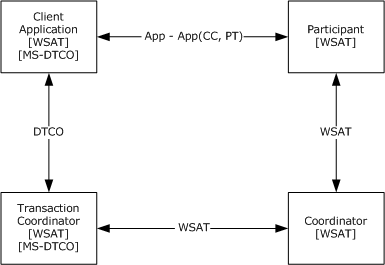 Client
Application
[WSAT]
[MS-DTCO]
App - App(CC, PT)
Participant
[WSAT]
DTCO
WSAT
Transaction
Coordinator
[WSAT]
[MS-DTCO]
WSAT
Coordinator
[WSAT]